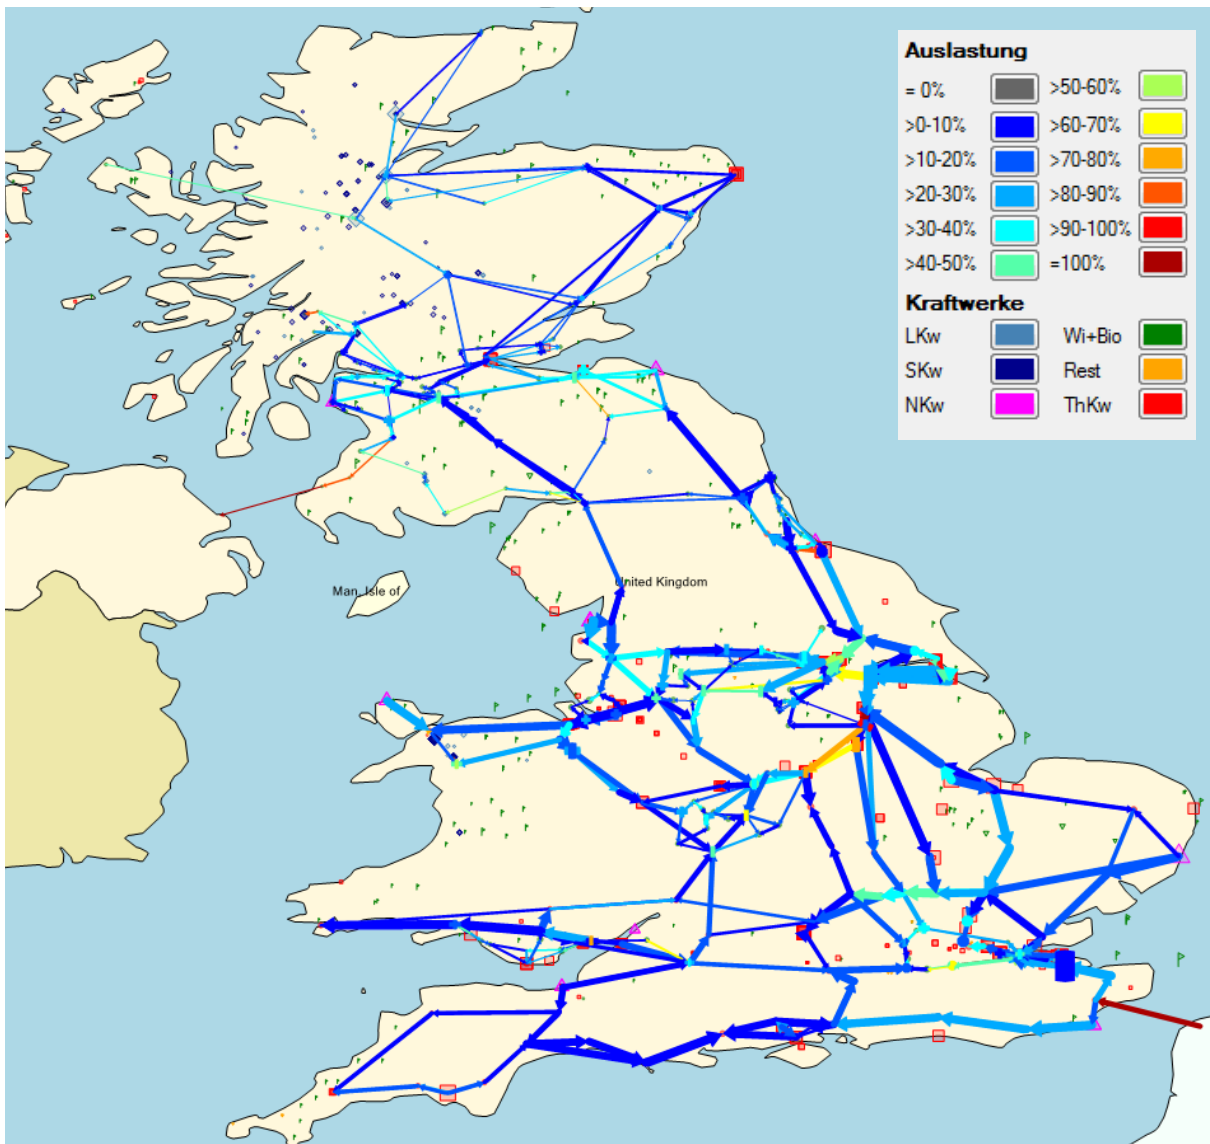 Auslastung
= 0% >50-60%
>0-10% >60-70%
>10-20% >70-80%
>20-30% >80-90%
>30-40% >90-100%
>40-50% =100%
Kraftwerke
LKw Wi+Bio
SKw Rest
NKw ThKw
United Kingdom
Man, Isle of